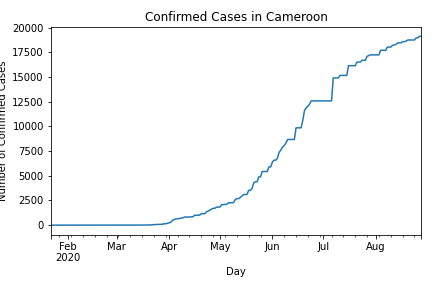 Confirmed Cases in Cameroon
20000
17500
15000
12500
10000
7500
5000
2500
0
Number of Confirmed Cases
Feb Mar Apr May Jun Jul Aug
2020
Day